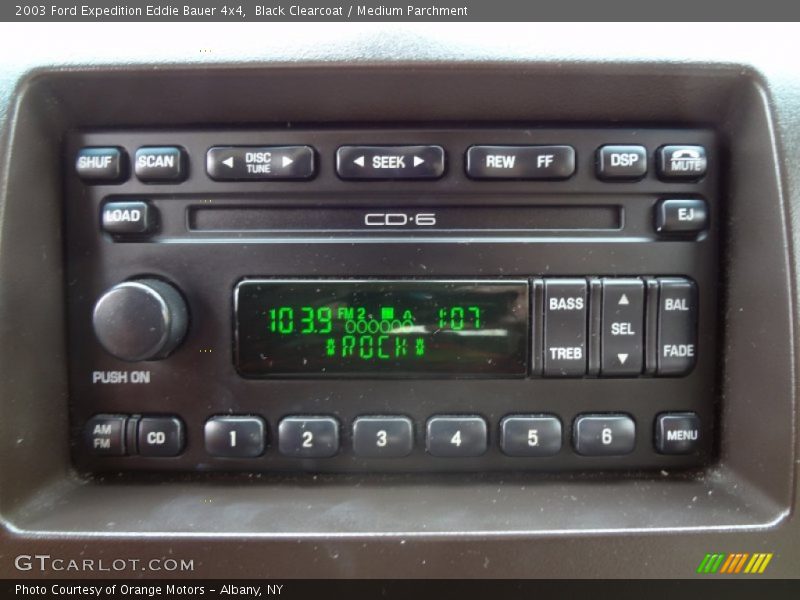 2003 Ford Expedition Eddie Bauer 4x4,  Black Clearcoat / Medium Parchment
SHUF SCAN DISC TUNE SEEK REW FF DSP MUTE
LOAD CD·6 EJ
103.9 FM2 A 1:07
BASS BAL
SEL
*ROCK*
TREB FADE
PUSH ON
AM FM CD 1 2 3 4 5 6 MENU
GTCARLOT.COM
Photo Courtesy of Orange Motors – Albany, NY